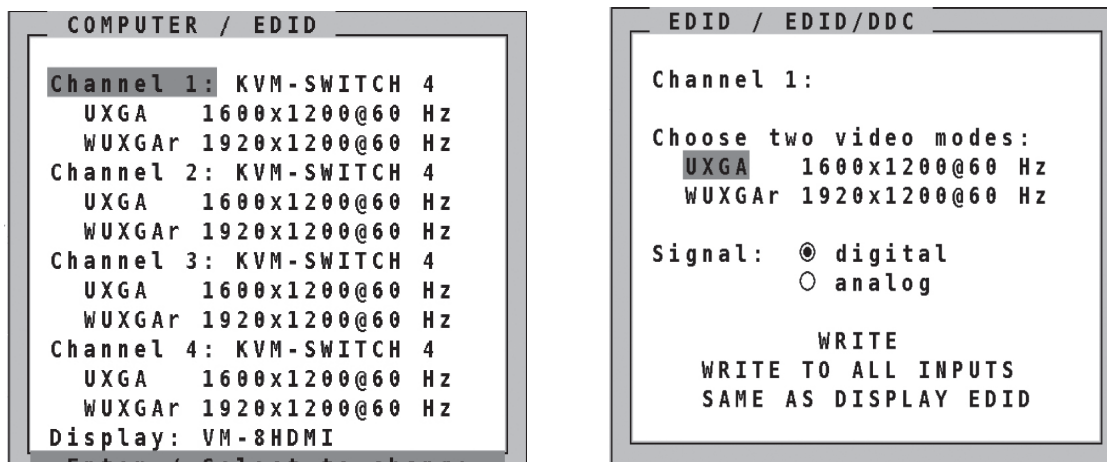 COMPUTER / EDID
Channel 1: KVM-SWITCH 4
UXGA 1600x1200@60 Hz
WUXGAr 1920x1200@60 Hz
Channel 2: KVM-SWITCH 4
UXGA 1600x1200@60 Hz
WUXGAr 1920x1200@60 Hz
Channel 3: KVM-SWITCH 4
UXGA 1600x1200@60 Hz
WUXGAr 1920x1200@60 Hz
Channel 4: KVM-SWITCH 4
UXGA 1600x1200@60 Hz
WUXGAr 1920x1200@60 Hz
Display: VM-8HDMI
Enter / Select to change
EDID / EDID/DDC
Channel 1:
Choose two video modes:
UXGA 1600x1200@60 Hz
WUXGAr 1920x1200@60 Hz
Signal: digital
analog
WRITE
WRITE TO ALL INPUTS
SAME AS DISPLAY EDID